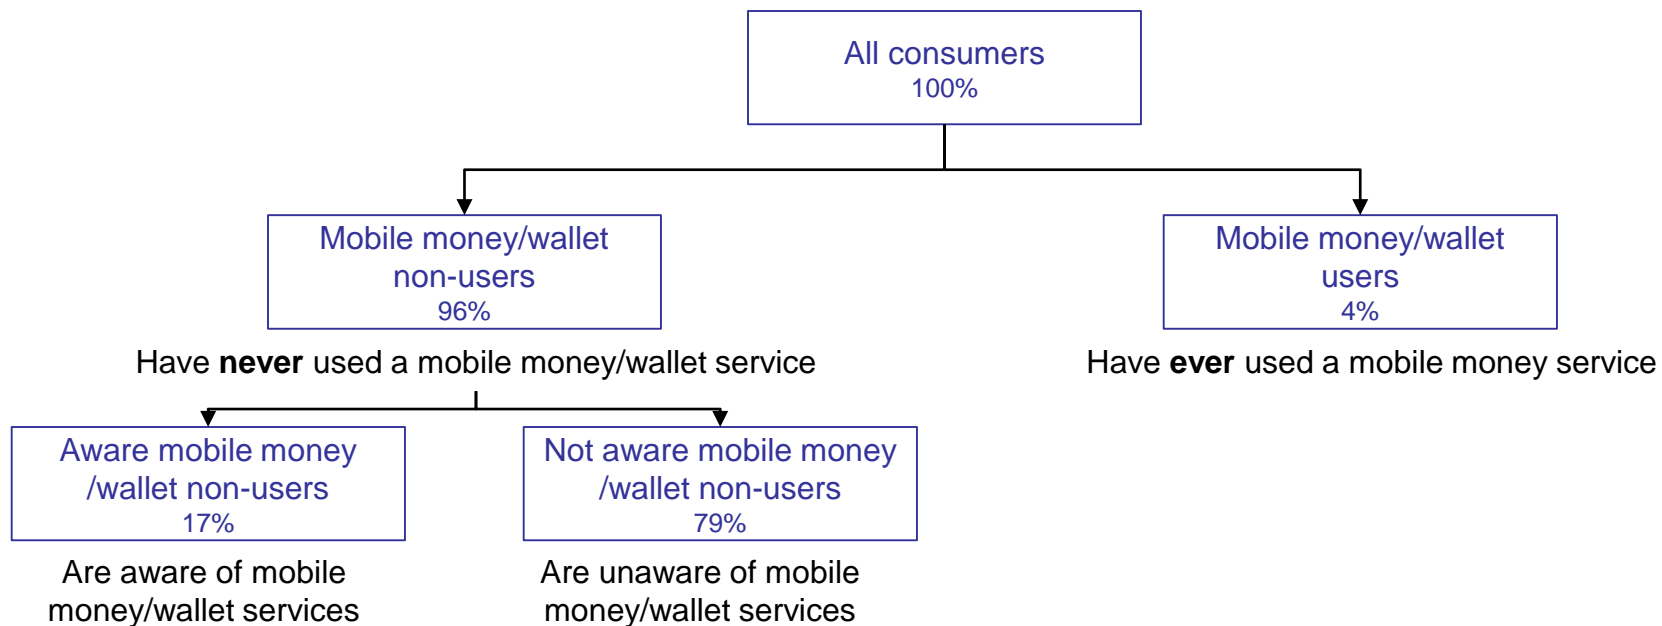 All consumers
100%
Mobile money/wallet
non-users
96%
Mobile money/wallet
users
4%
Have never used a mobile money/wallet service
Have ever used a mobile money service
Aware mobile money
/wallet non-users
17%
Not aware mobile money
/wallet non-users
79%
Are aware of mobile
money/wallet services
Are unaware of mobile
money/wallet services